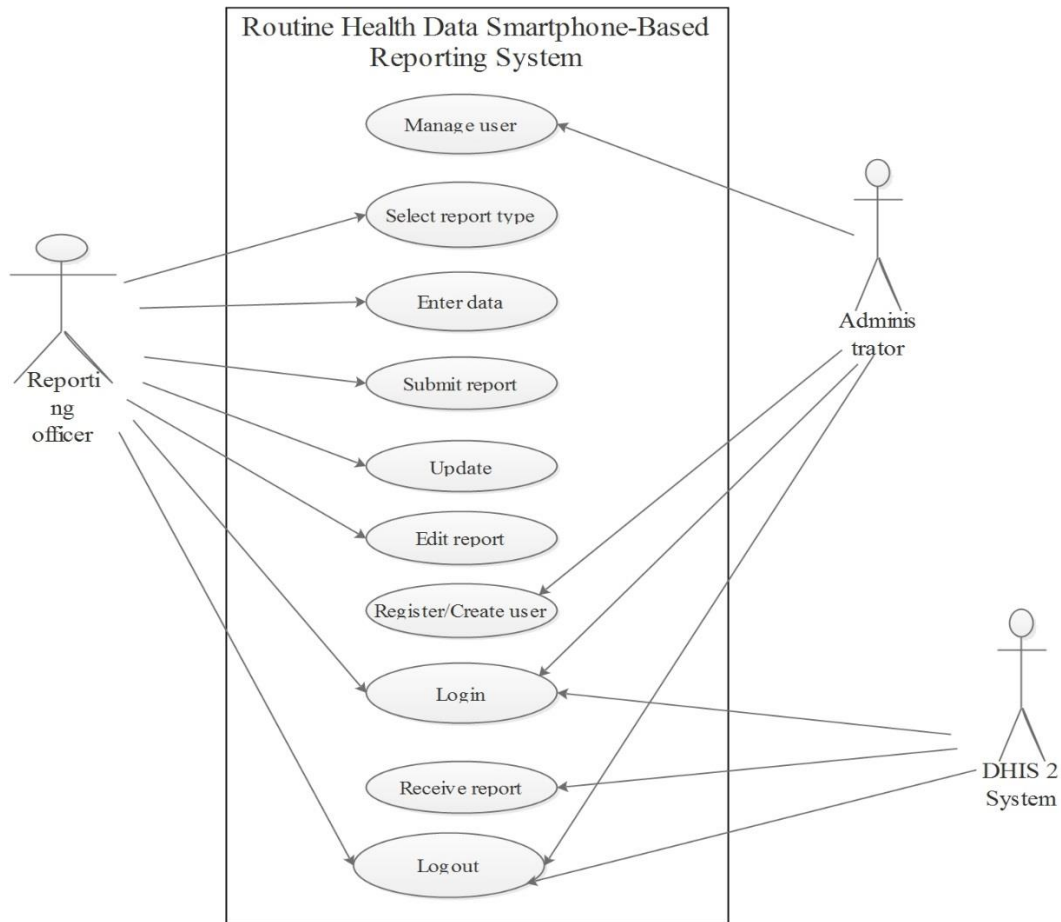 Routine Health Data Smartphone-Based
Reporting System
Manage user
Select report type
Enter data
Submit report
Update
Edit report
Register/Create user
Login
Receive report
Logout
Reporti
ng
officer
Adminis
trator
DHIS 2
System